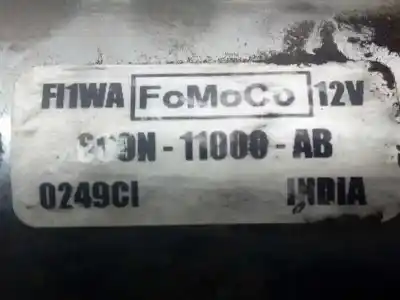 FI1WA FoMoCo 12V
-11000-AB
0249CI INDIA